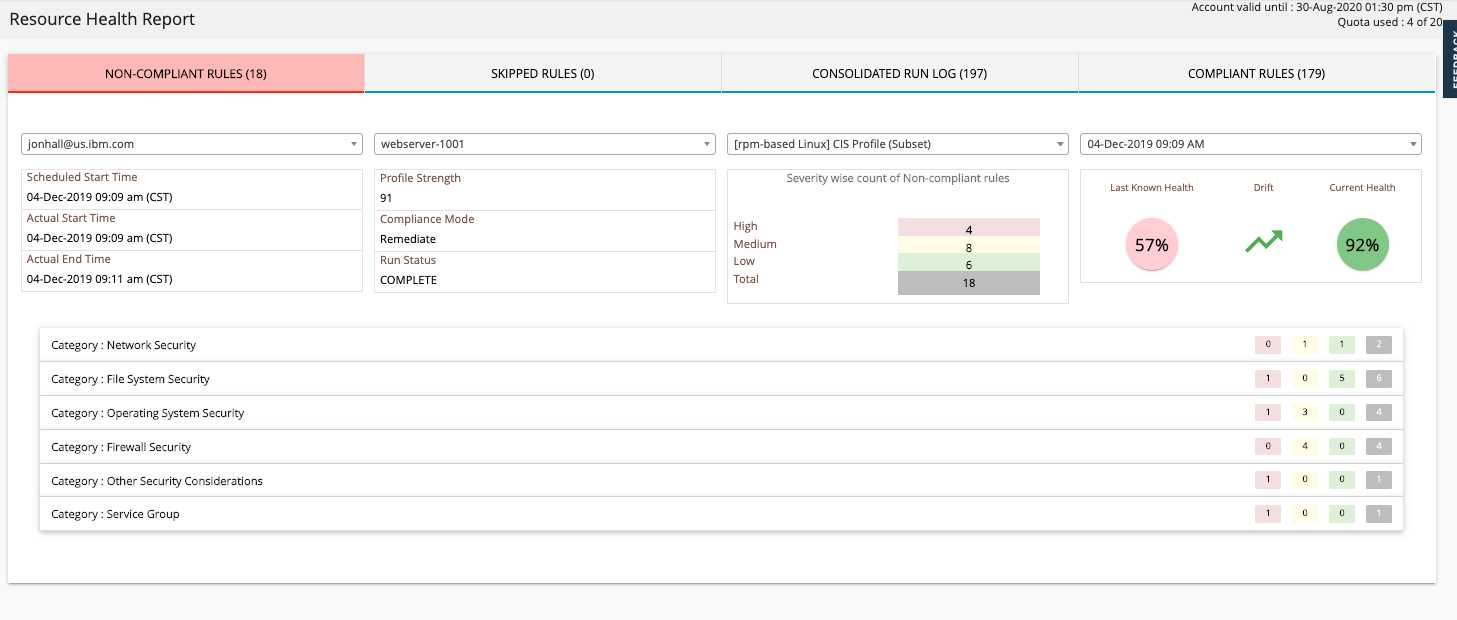 Resource Health Report
Account valid until : 30-Aug-2020 01:30 pm (CST)
Quota used : 4 of 20
FEEDBACK
NON-COMPLIANT RULES (18)
SKIPPED RULES (0)
CONSOLIDATED RUN LOG (197)
COMPLIANT RULES (179)
jonhall@us.ibm.com
webserver-1001
[rpm-based Linux] CIS Profile (Subset)
04-Dec-2019 09:09 AM
Scheduled Start Time
04-Dec-2019 09:09 am (CST)
Actual Start Time
04-Dec-2019 09:09 am (CST)
Actual End Time
04-Dec-2019 09:11 am (CST)
Profile Strength
91
Compliance Mode
Remediate
Run Status
COMPLETE
Severity wise count of Non-compliant rules
High 4
Medium 8
Low 6
Total 18
Last Known Health Drift Current Health
57% 92%
Category : Network Security 0 1 1 2
Category : File System Security 1 0 5 6
Category : Operating System Security 1 3 0 4
Category : Firewall Security 0 4 0 4
Category : Other Security Considerations 1 0 0 1
Category : Service Group 1 0 0 1